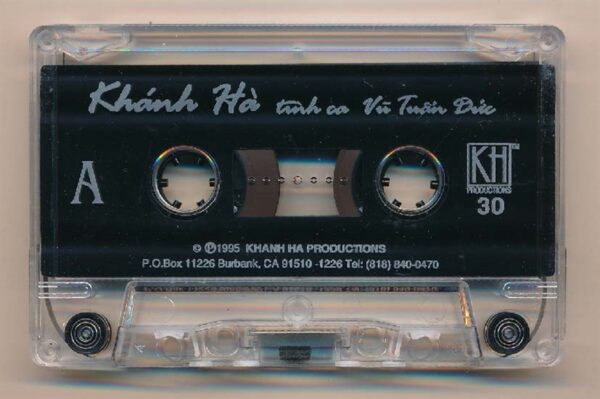 Khánh Hà tình ca Vũ Tuấn Đức
A
KH TM
PRODUCTIONS
30
© ℗1995 KHANH HA PRODUCTIONS
P.O.Box 11226 Burbank, CA 91510 -1226 Tel: (818) 840-0470